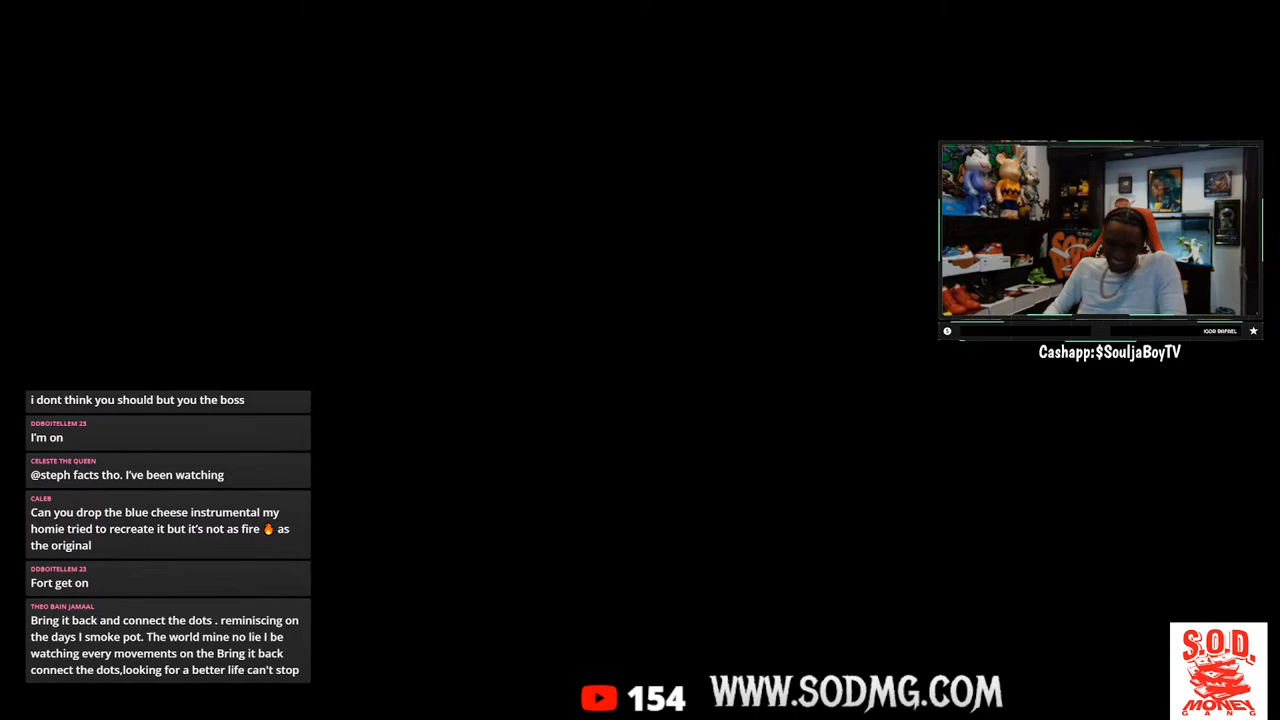 i dont think you should but you the boss
DDBOITELLEM 23
I'm on
CELESTE THE QUEEN
@steph facts tho. I've been watching
CALEB
Can you drop the blue cheese instrumental my
homie tried to recreate it but it's not as fire 🔥 as
the original
DDBOITELLEM 23
Fort get on
THEO BAIN JAMAAL
Bring it back and connect the dots . reminiscing on
the days I smoke pot. The world mine no lie I be
watching every movements on the Bring it back
connect the dots,looking for a better life can't stop
IGOR RAFAEL
Cashapp:$SouljaBoyTV
154
WWW.SODMG.COM
S.O.D.
MONEY
GANG